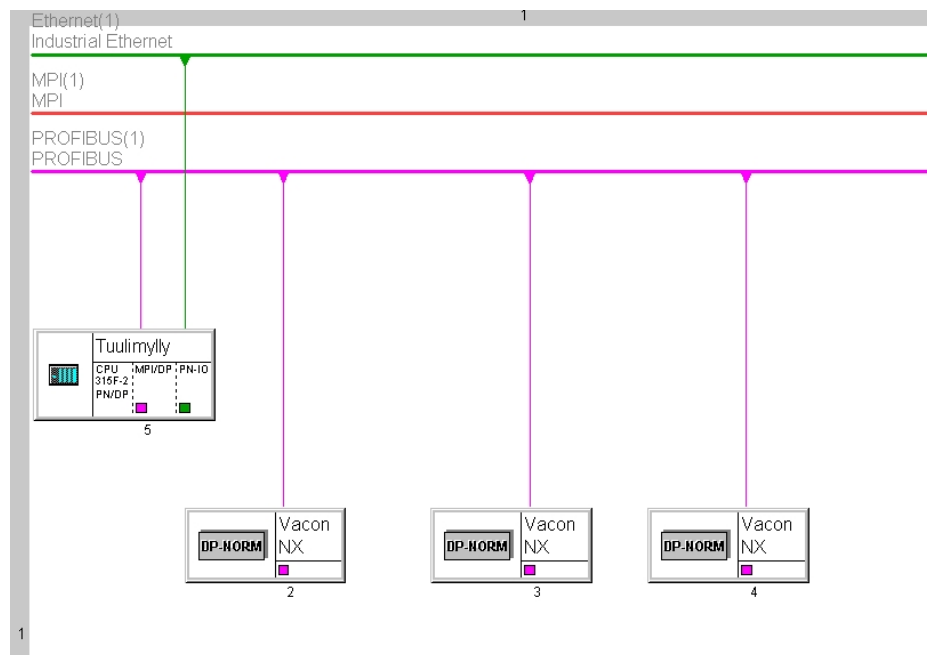 1
Ethernet(1)
Industrial Ethernet
MPI(1)
MPI
PROFIBUS(1)
PROFIBUS
Tuulimylly
CPU 315F-2 PN/DP
MPI/DP
PN-IO
5
DP-NORM
Vacon
NX
2
DP-NORM
Vacon
NX
3
DP-NORM
Vacon
NX
4
1